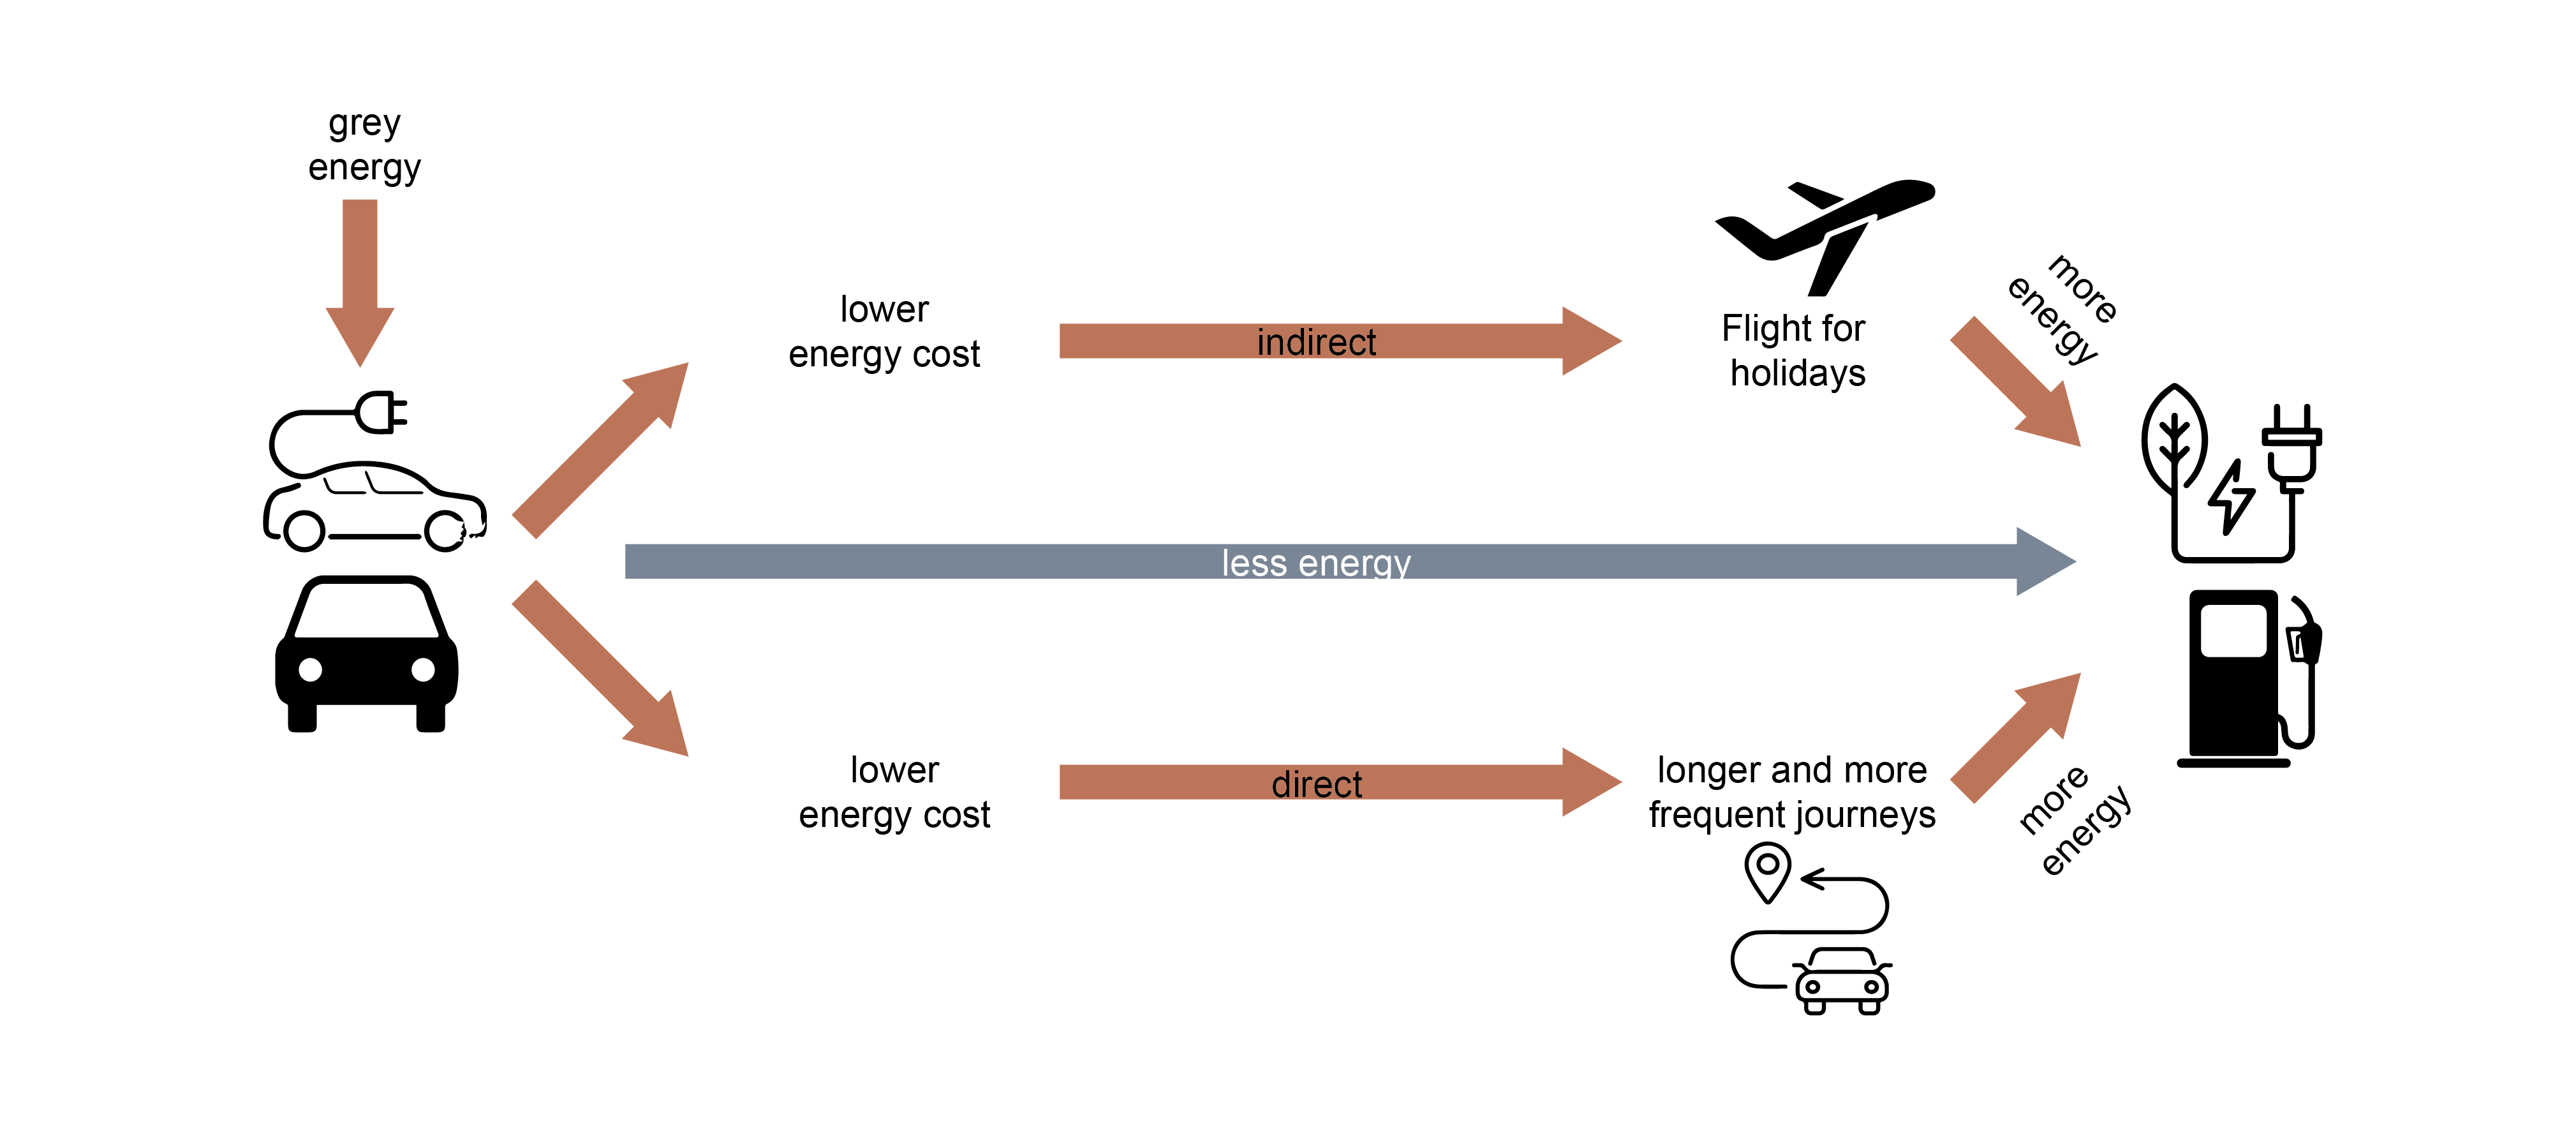 grey
energy
lower
energy cost
indirect
Flight for
holidays
more
energy
less energy
lower
energy cost
direct
longer and more
frequent journeys
more
energy